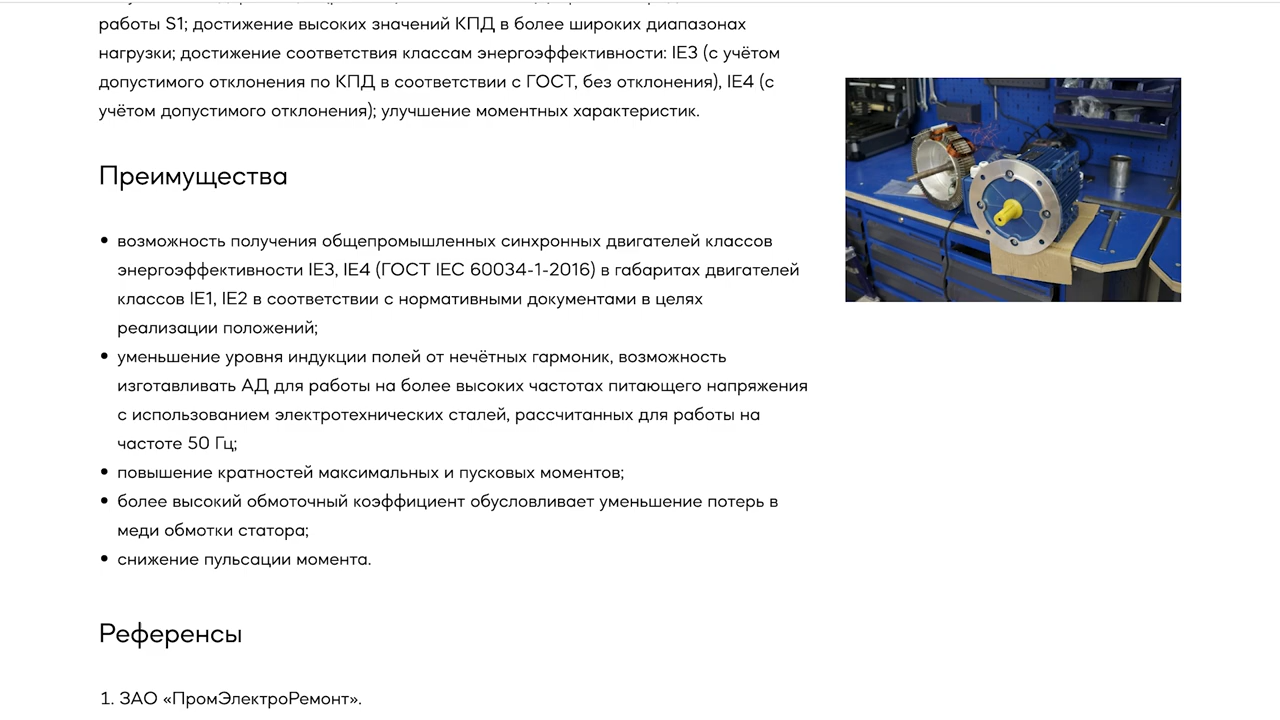 работы S1; достижение высоких значений КПД в более широких диапазонах
нагрузки; достижение соответствия классам энергоэффективности: IE3 (с учётом
допустимого отклонения по КПД в соответствии с ГОСТ, без отклонения), IE4 (с
учётом допустимого отклонения); улучшение моментных характеристик.
Преимущества
• возможность получения общепромышленных синхронных двигателей классов
энергоэффективности IE3, IE4 (ГОСТ IEC 60034-1-2016) в габаритах двигателей
классов IE1, IE2 в соответствии с нормативными документами в целях
реализации положений;
• уменьшение уровня индукции полей от нечётных гармоник, возможность
изготавливать АД для работы на более высоких частотах питающего напряжения
с использованием электротехнических сталей, рассчитанных для работы на
частоте 50 Гц;
• повышение кратностей максимальных и пусковых моментов;
• более высокий обмоточный коэффициент обусловливает уменьшение потерь в
меди обмотки статора;
• снижение пульсации момента.
Референсы
1. ЗАО «ПромЭлектроРемонт».